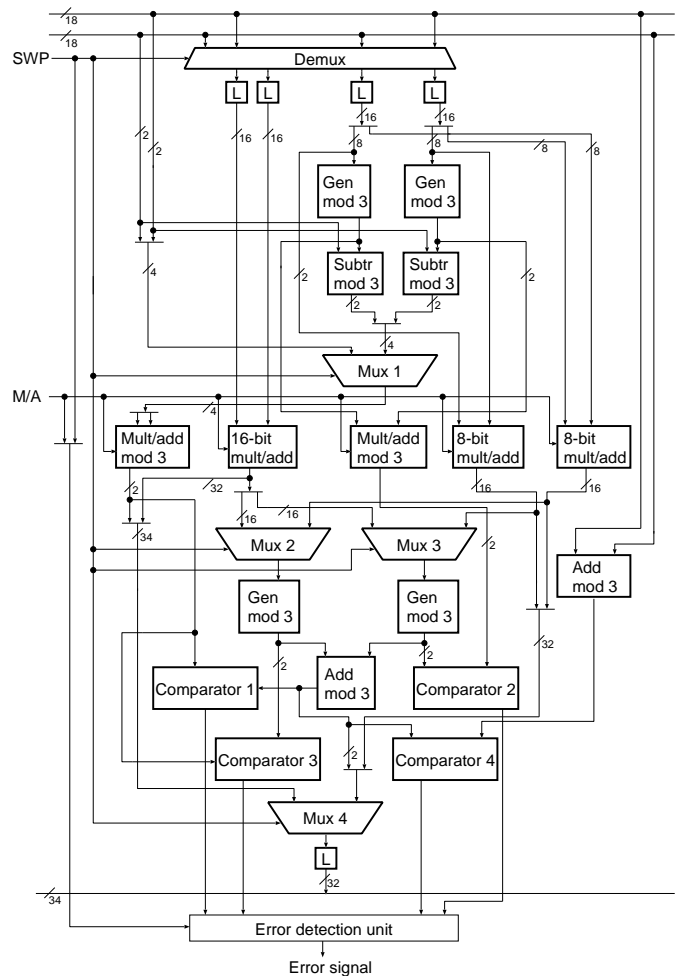 18
18
SWP
Demux
L L L L
2
2
16 16 16 16
8 8 8 8
Gen mod 3
Gen mod 3
4
2
2
Subtr mod 3
Subtr mod 3
2 2
4
Mux 1
M/A
4
Mult/add mod 3
16-bit mult/add
Mult/add mod 3
8-bit mult/add
8-bit mult/add
2
32
16
16
16
16
34
Mux 2
Mux 3
2
Add mod 3
Gen mod 3
Gen mod 3
32
2
2
Add mod 3
Comparator 1
Comparator 2
Comparator 3
2
Comparator 4
Mux 4
L
32
34
Error detection unit
Error signal